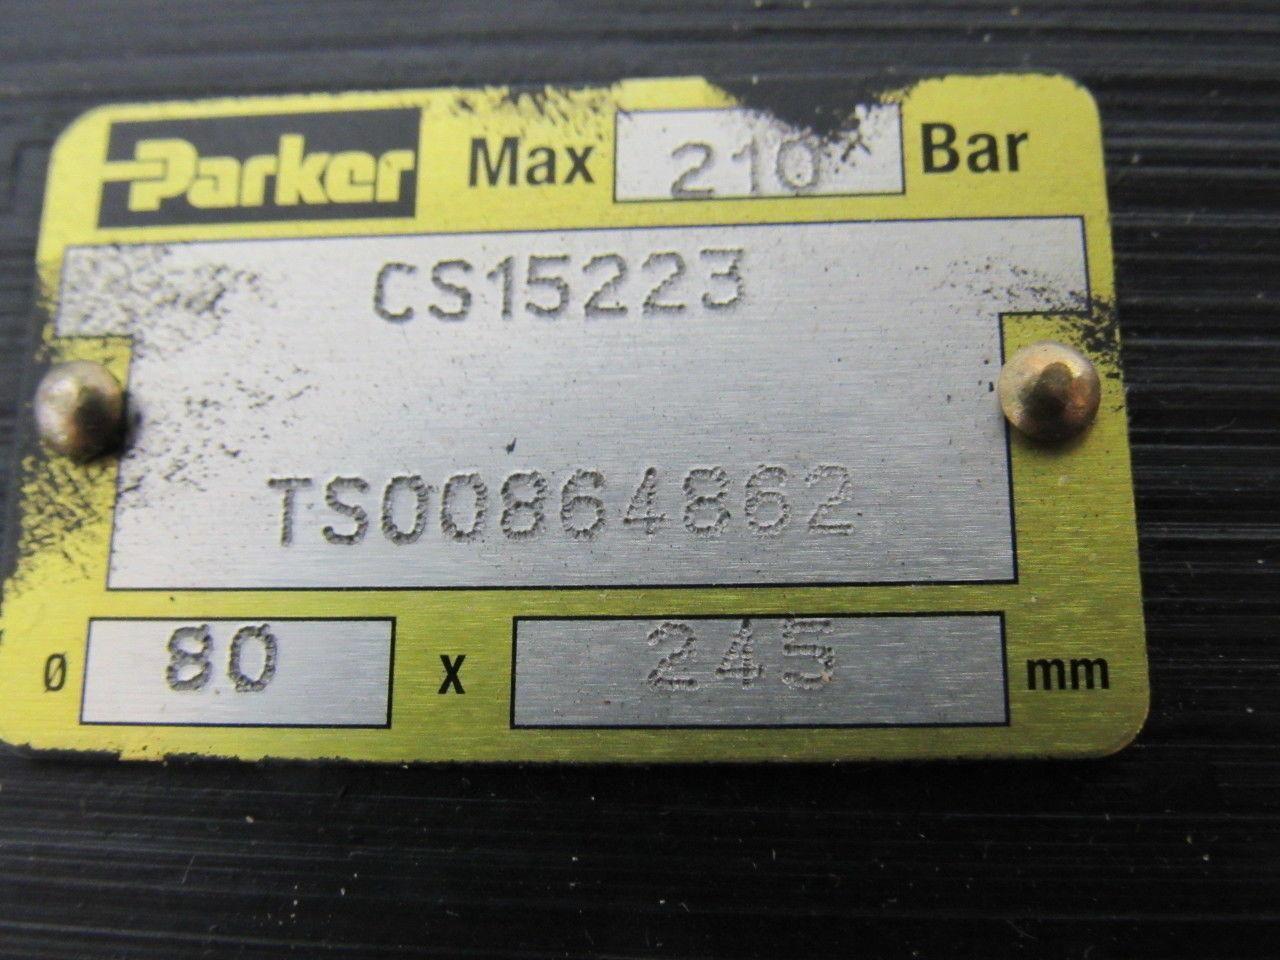 Parker Max 210 Bar
CS15223
TS00864862
ø 80 X 245 mm